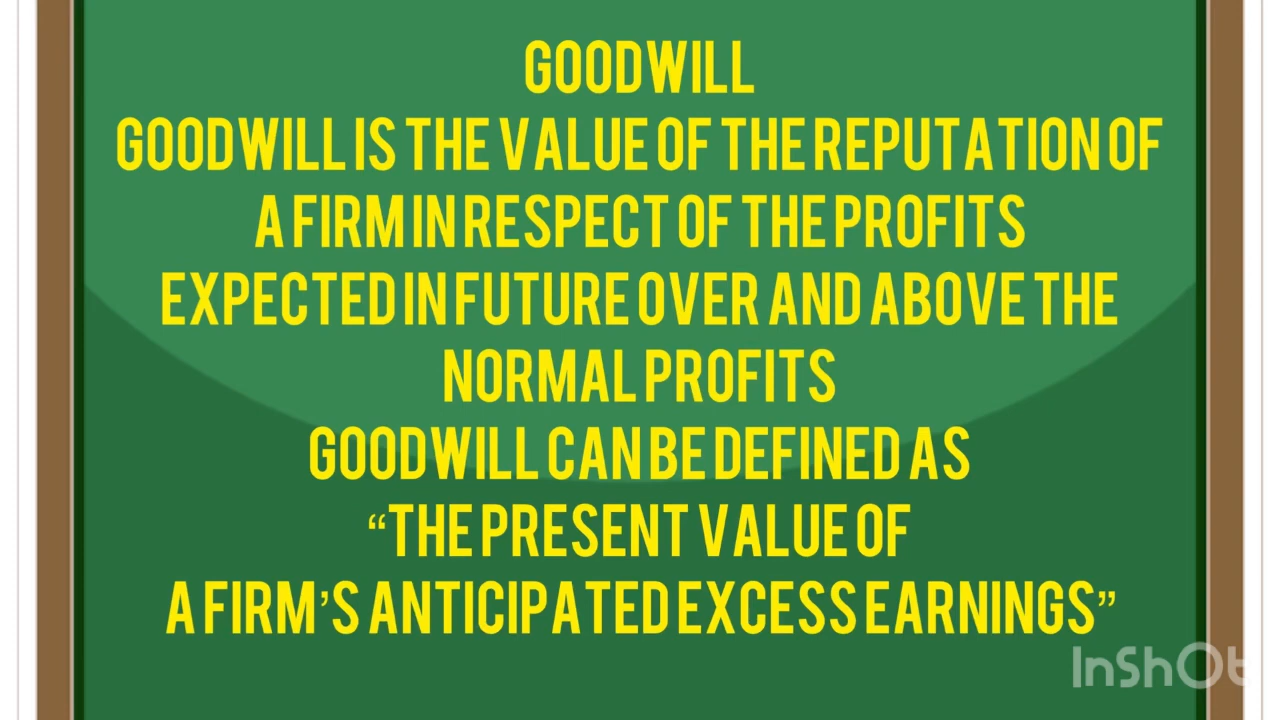 GOODWILL
GOODWILL IS THE VALUE OF THE REPUTATION OF
A FIRM IN RESPECT OF THE PROFITS
EXPECTED IN FUTURE OVER AND ABOVE THE
NORMAL PROFITS
GOODWILL CAN BE DEFINED AS
“THE PRESENT VALUE OF
A FIRM’S ANTICIPATED EXCESS EARNINGS”
InShOt